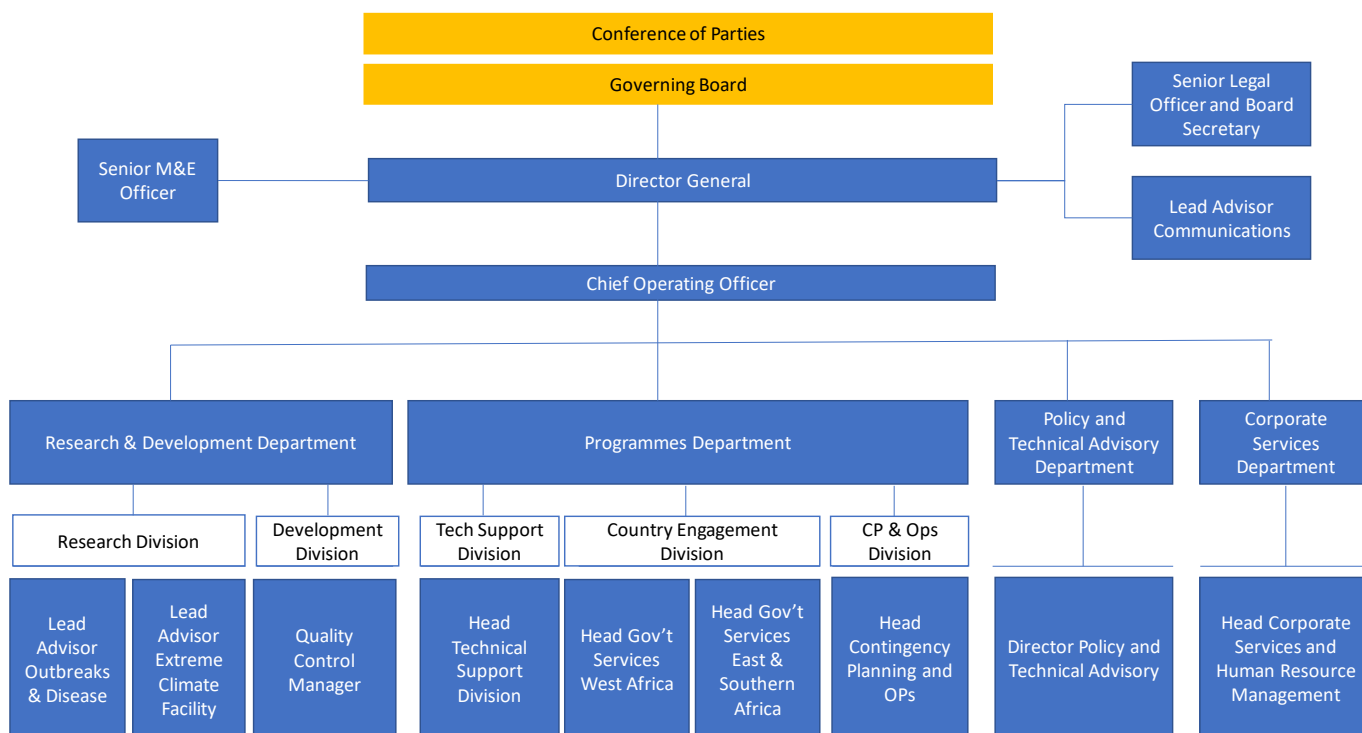 Conference of Parties
Governing Board
Senior Legal
Officer and Board
Secretary
Senior M&E
Officer
Director General
Lead Advisor
Communications
Chief Operating Officer
Research & Development Department
Programmes Department
Policy and
Technical Advisory
Department
Corporate
Services
Department
Research Division
Development
Division
Tech Support
Division
Country Engagement
Division
CP & Ops
Division
Lead
Advisor
Outbreaks
& Disease
Lead
Advisor
Extreme
Climate
Facility
Quality
Control
Manager
Head
Technical
Support
Division
Head Gov't
Services
West Africa
Head Gov't
Services
East &
Southern
Africa
Head
Contingency
Planning and
OPs
Director Policy and
Technical Advisory
Head Corporate
Services and
Human Resource
Management